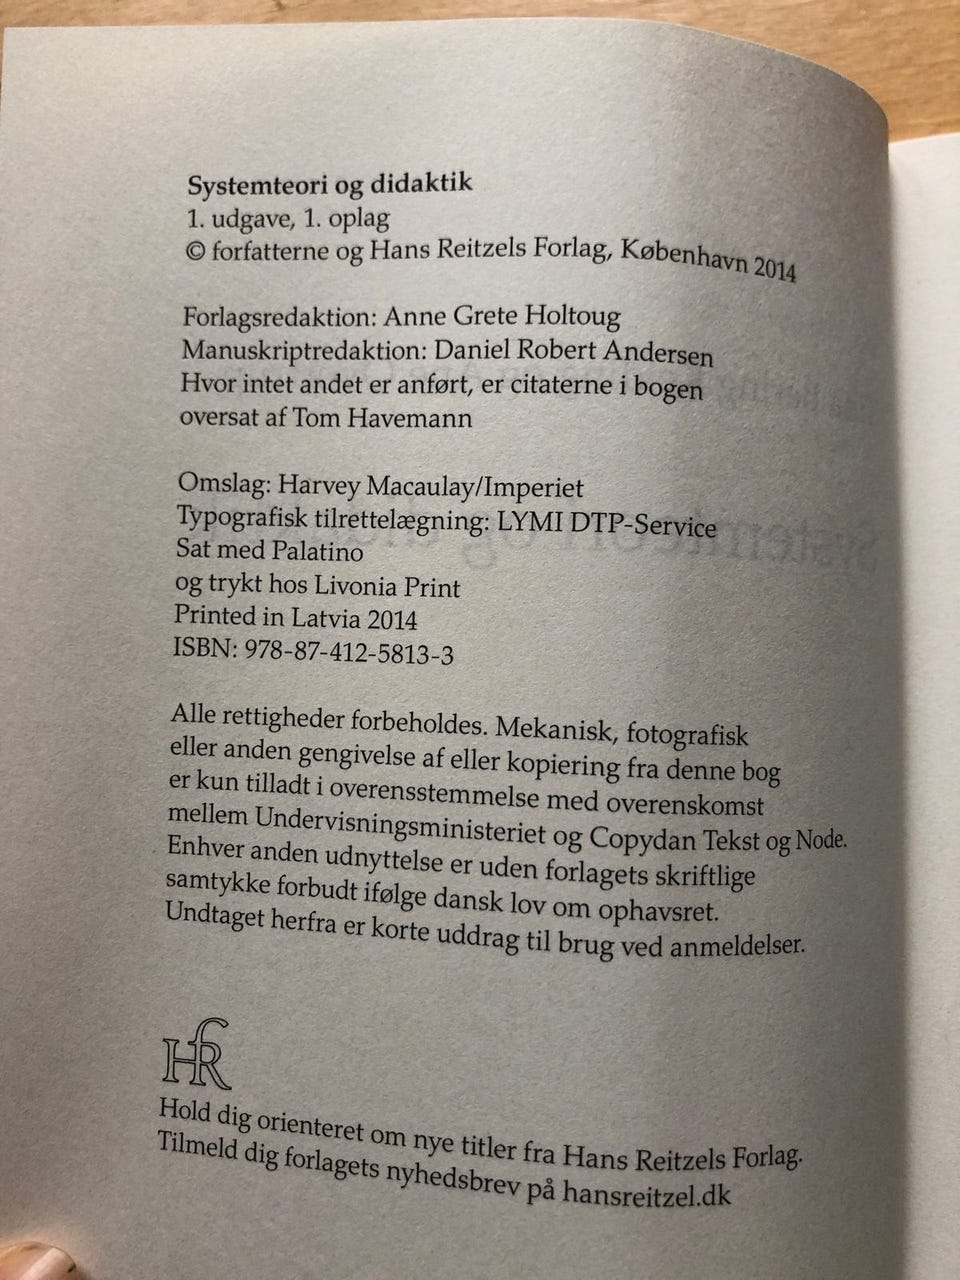 Systemteori og didaktik
1. udgave, 1. oplag
© forfatterne og Hans Reitzels Forlag, København 2014
Forlagsredaktion: Anne Grete Holtoug
Manuskriptredaktion: Daniel Robert Andersen
Hvor intet andet er anført, er citaterne i bogen
oversat af Tom Havemann
Omslag: Harvey Macaulay/Imperiet
Typografisk tilrettelægning: LYMI DTP-Service
Sat med Palatino
og trykt hos Livonia Print
Printed in Latvia 2014
ISBN: 978-87-412-5813-3
Alle rettigheder forbeholdes. Mekanisk, fotografisk
eller anden gengivelse af eller kopiering fra denne bog
er kun tilladt i overensstemmelse med overenskomst
mellem Undervisningsministeriet og Copydan Tekst og Node.
Enhver anden udnyttelse er uden forlagets skriftlige
samtykke forbudt ifølge dansk lov om ophavsret.
Undtaget herfra er korte uddrag til brug ved anmeldelser.
HR
Hold dig orienteret om nye titler fra Hans Reitzels Forlag.
Tilmeld dig forlagets nyhedsbrev på hansreitzel.dk